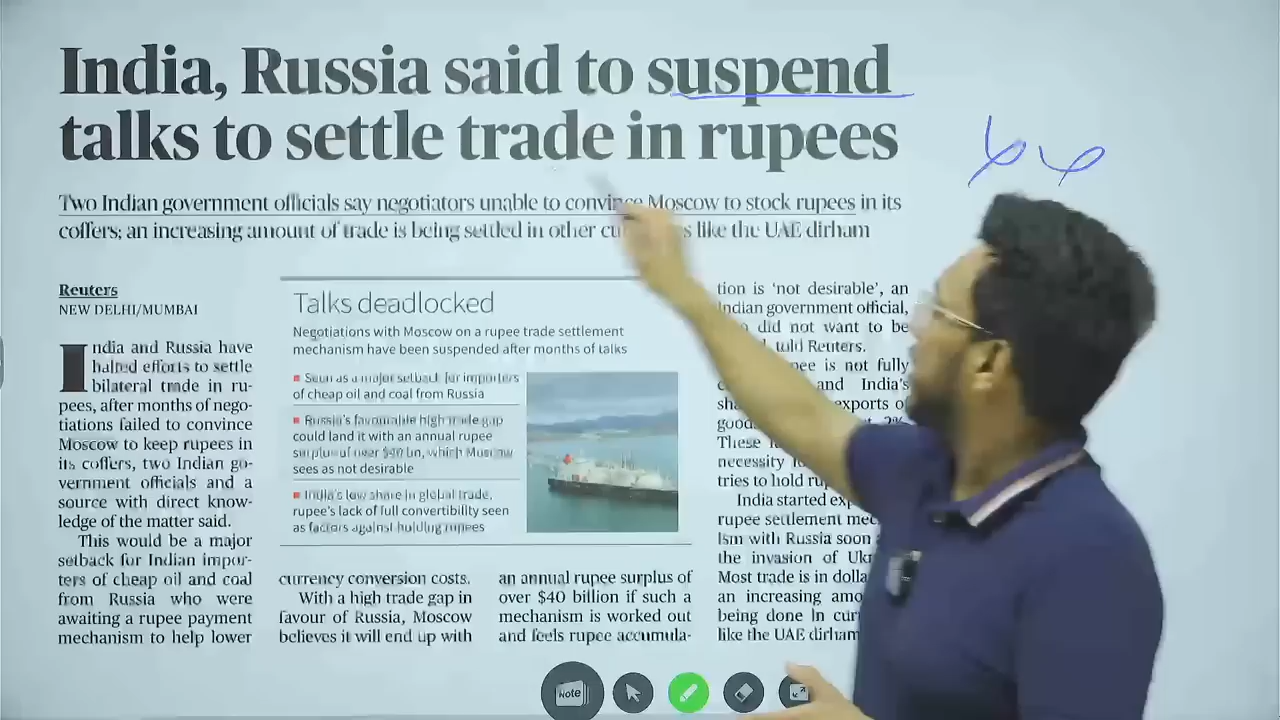 India, Russia said to suspend
talks to settle trade in rupees
Two Indian government officials say negotiators unable to convince Moscow to stock rupees in its
coffers; an increasing amount of trade is being settled in other like the UAE dirham
Reuters
NEW DELHI/MUMBAI
India and Russia have
halted efforts to settle
bilateral trade in ru-
pees, after months of nego-
tiations failed to convince
Moscow to keep rupees in
its coffers, two Indian go-
vernment officials and a
source with direct know-
ledge of the matter said.
This would be a major
setback for Indian impor-
ters of cheap oil and coal
from Russia who were
awaiting a rupee payment
mechanism to help lower
Talks deadlocked
Negotiations with Moscow on a rupee trade settlement
mechanism have been suspended after months of talks
Seen as a major setback for importers
of cheap oil and coal from Russia
Russia's favourable high trade gap
could land it with an annual rupee
surplus of over $40 bn, which Moscow
sees as not desirable
India's low share in global trade,
rupee's lack of full convertibility seen
as factors against holding rupees
currency conversion costs.
With a high trade gap in
favour of Russia, Moscow
believes it will end up with
an annual rupee surplus of
over $40 billion if such a
mechanism is worked out
and feels rupee accumula-
tion is 'not desirable', an
Indian government official,
did not want to be
told Reuters.
is not fully
and India's
exports of
These
necessity
tries to hold
India started
rupee settlement
ism with Russia soon
the invasion of
Most trade is in
an increasing
being done in
like the UAE dirham
Note